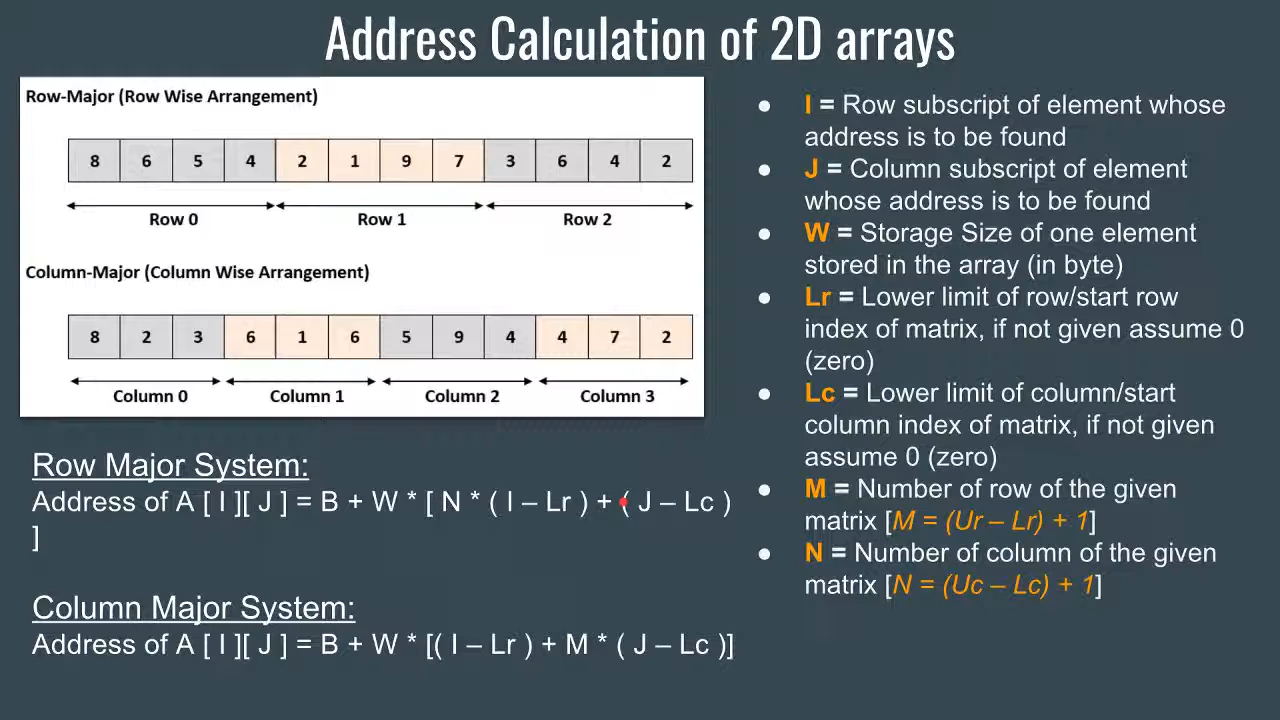 Address Calculation of 2D arrays
Row-Major (Row Wise Arrangement)
8 6 5 4 2 1 9 7 3 6 4 2
Row 0 Row 1 Row 2
Column-Major (Column Wise Arrangement)
8 2 3 6 1 6 5 9 4 4 7 2
Column 0 Column 1 Column 2 Column 3
Row Major System:
Address of A [ I ][ J ] = B + W * [ N * ( I – Lr ) + ( J – Lc )
]
Column Major System:
Address of A [ I ][ J ] = B + W * [( I – Lr ) + M * ( J – Lc )]
● I = Row subscript of element whose
address is to be found
● J = Column subscript of element
whose address is to be found
● W = Storage Size of one element
stored in the array (in byte)
● Lr = Lower limit of row/start row
index of matrix, if not given assume 0
(zero)
● Lc = Lower limit of column/start
column index of matrix, if not given
assume 0 (zero)
● M = Number of row of the given
matrix [M = (Ur – Lr) + 1]
● N = Number of column of the given
matrix [N = (Uc – Lc) + 1]